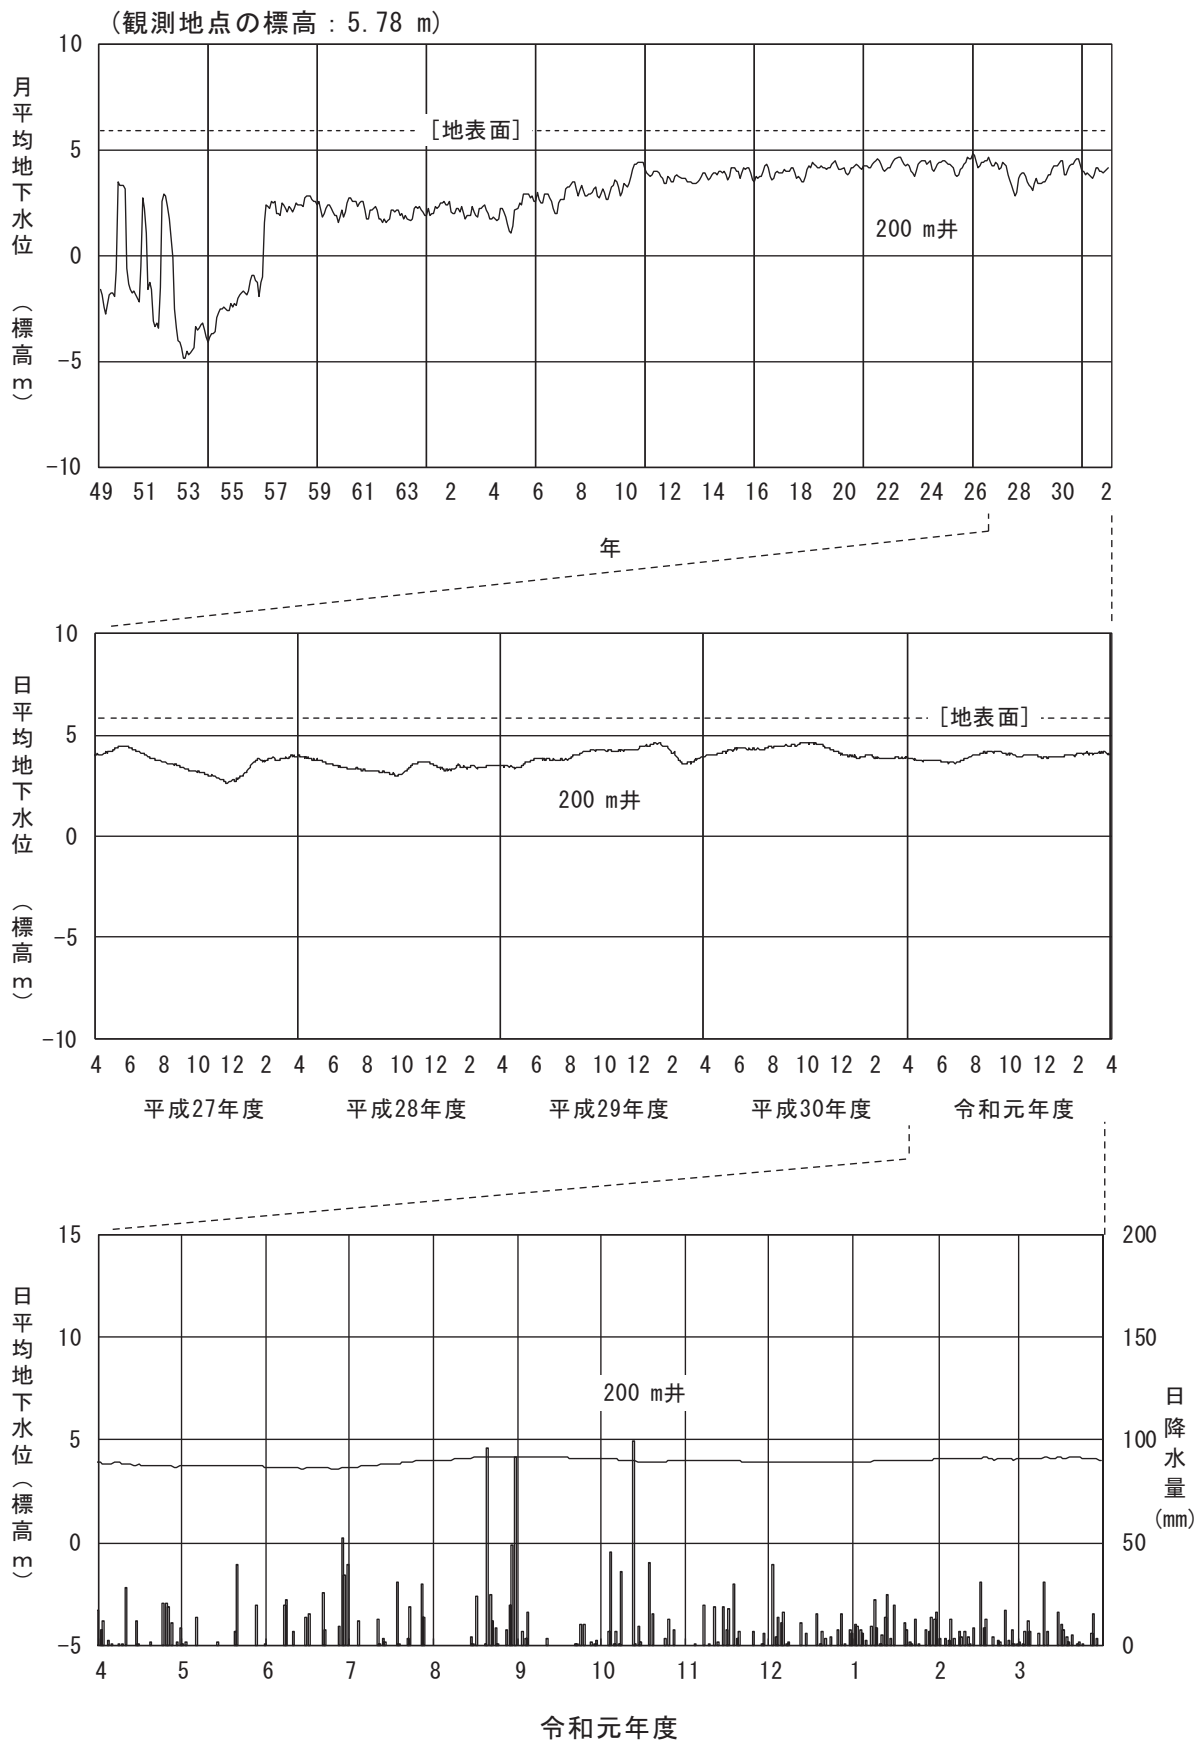 (観測地点の標高：5.78 m)
10
5
0
-5
-10
月平均地下水位 (標高m)
[地表面]
200 m井
49 51 53 55 57 59 61 63 2 4 6 8 10 12 14 16 18 20 22 24 26 28 30 2
年
10
5
0
-5
-10
日平均地下水位 (標高m)
[地表面]
200 m井
4 6 8 10 12 2 4 6 8 10 12 2 4 6 8 10 12 2 4 6 8 10 12 2 4 6 8 10 12 2 4
平成27年度 平成28年度 平成29年度 平成30年度 令和元年度
15
10
5
0
-5
日平均地下水位(標高m)
200 m井
200
150
100
50
0
日降水量(mm)
4 5 6 7 8 9 10 11 12 1 2 3
令和元年度